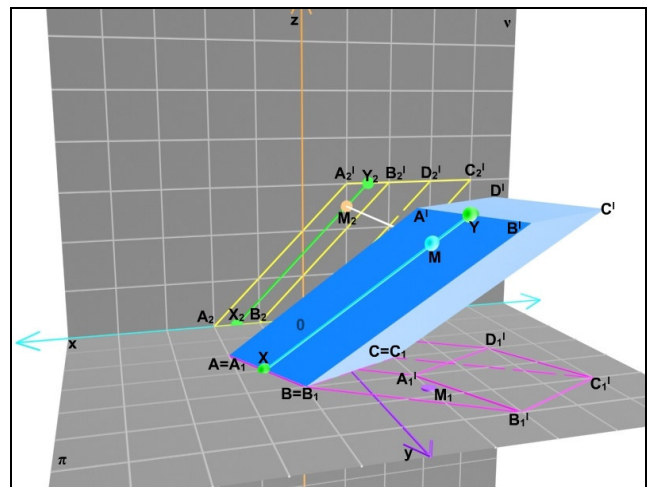 z
ν
A₂ᴵ Y₂ B₂ᴵ D₂ᴵ C₂ᴵ
Dᴵ
M₂ Aᴵ Cᴵ
Y Bᴵ
M
A₂ X₂ B₂ 0
x
A=A₁ X C=C₁ D₁ᴵ
B=B₁ A₁ᴵ M₁ C₁ᴵ
B₁ᴵ
π y